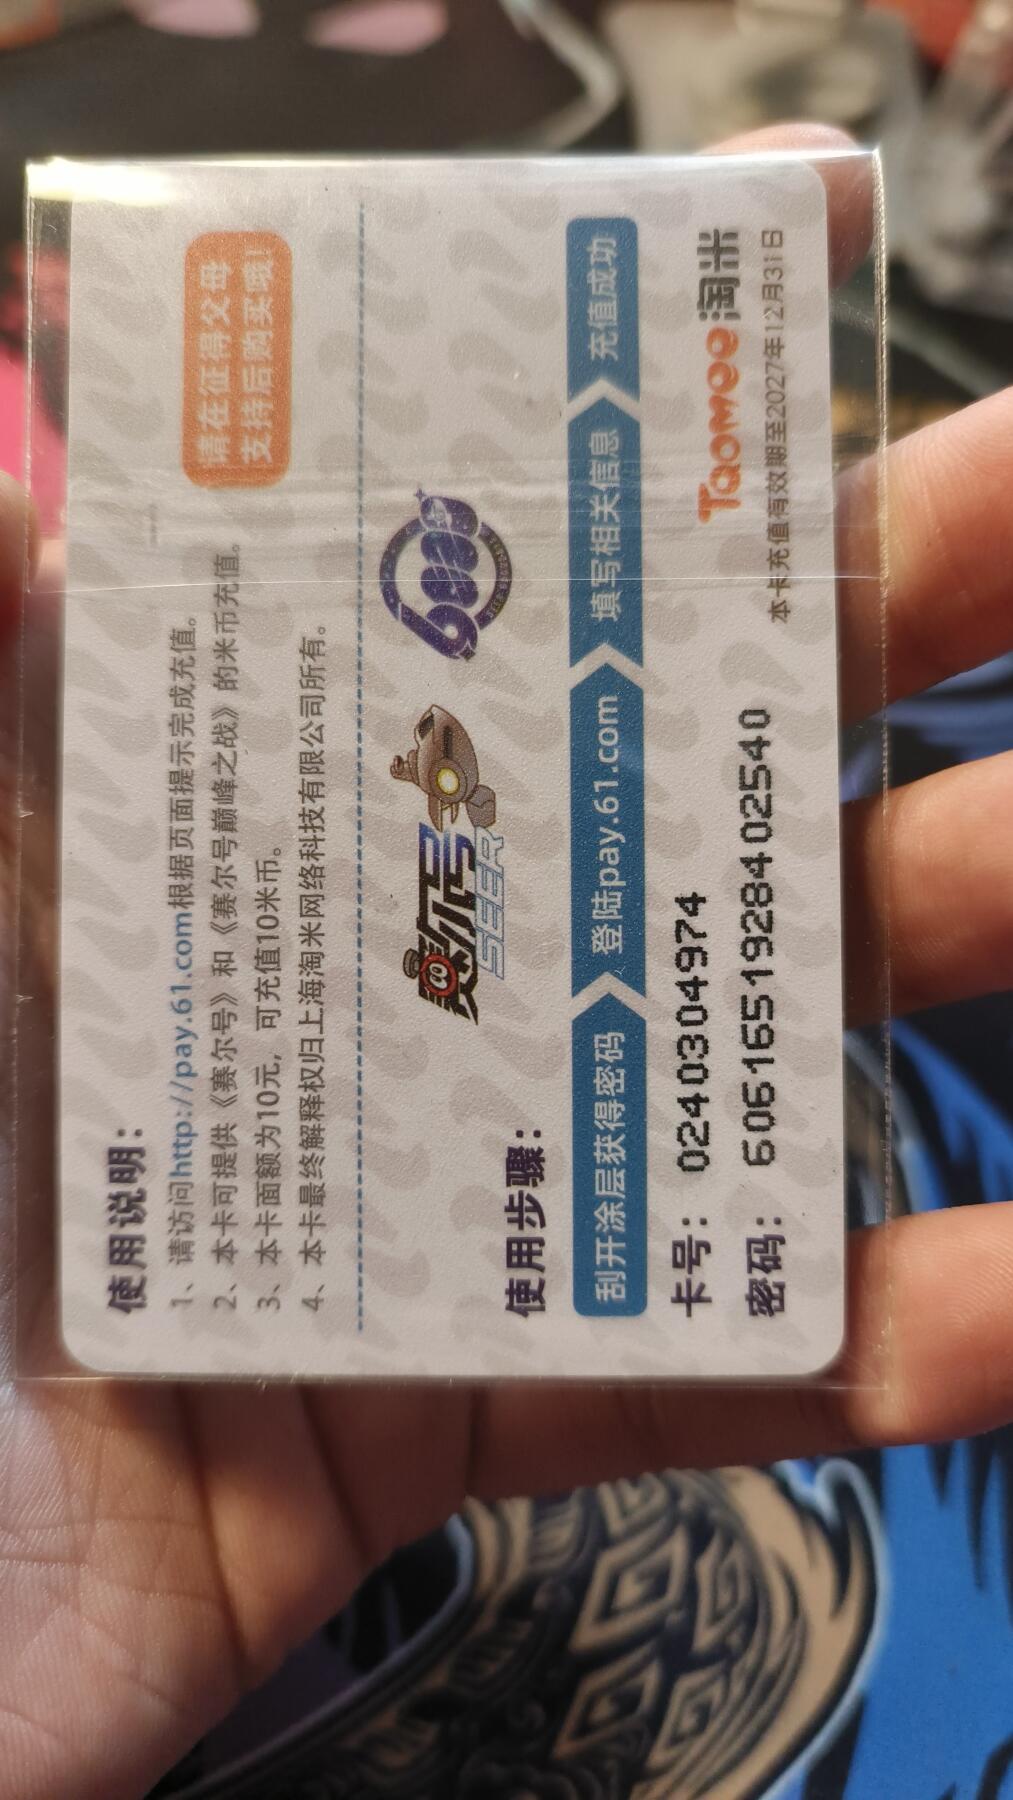 使用说明：
1、请访问http://pay.61.com根据页面提示完成充值。
2、本卡可提供《赛尔号》和《赛尔号巅峰之战》的米币充值。
3、本卡面额为10元，可充值10米币。
4、本卡最终解释权归上海淘米网络科技有限公司所有。
请在征得父母
支持后购买哦!
赛尔号
SEER
使用步骤：
刮开涂层获得密码 登陆pay.61.com 填写相关信息 充值成功
卡号：0240304974
密码：6061651928402540
Taomee淘米
本卡充值有效期至2027年12月31日